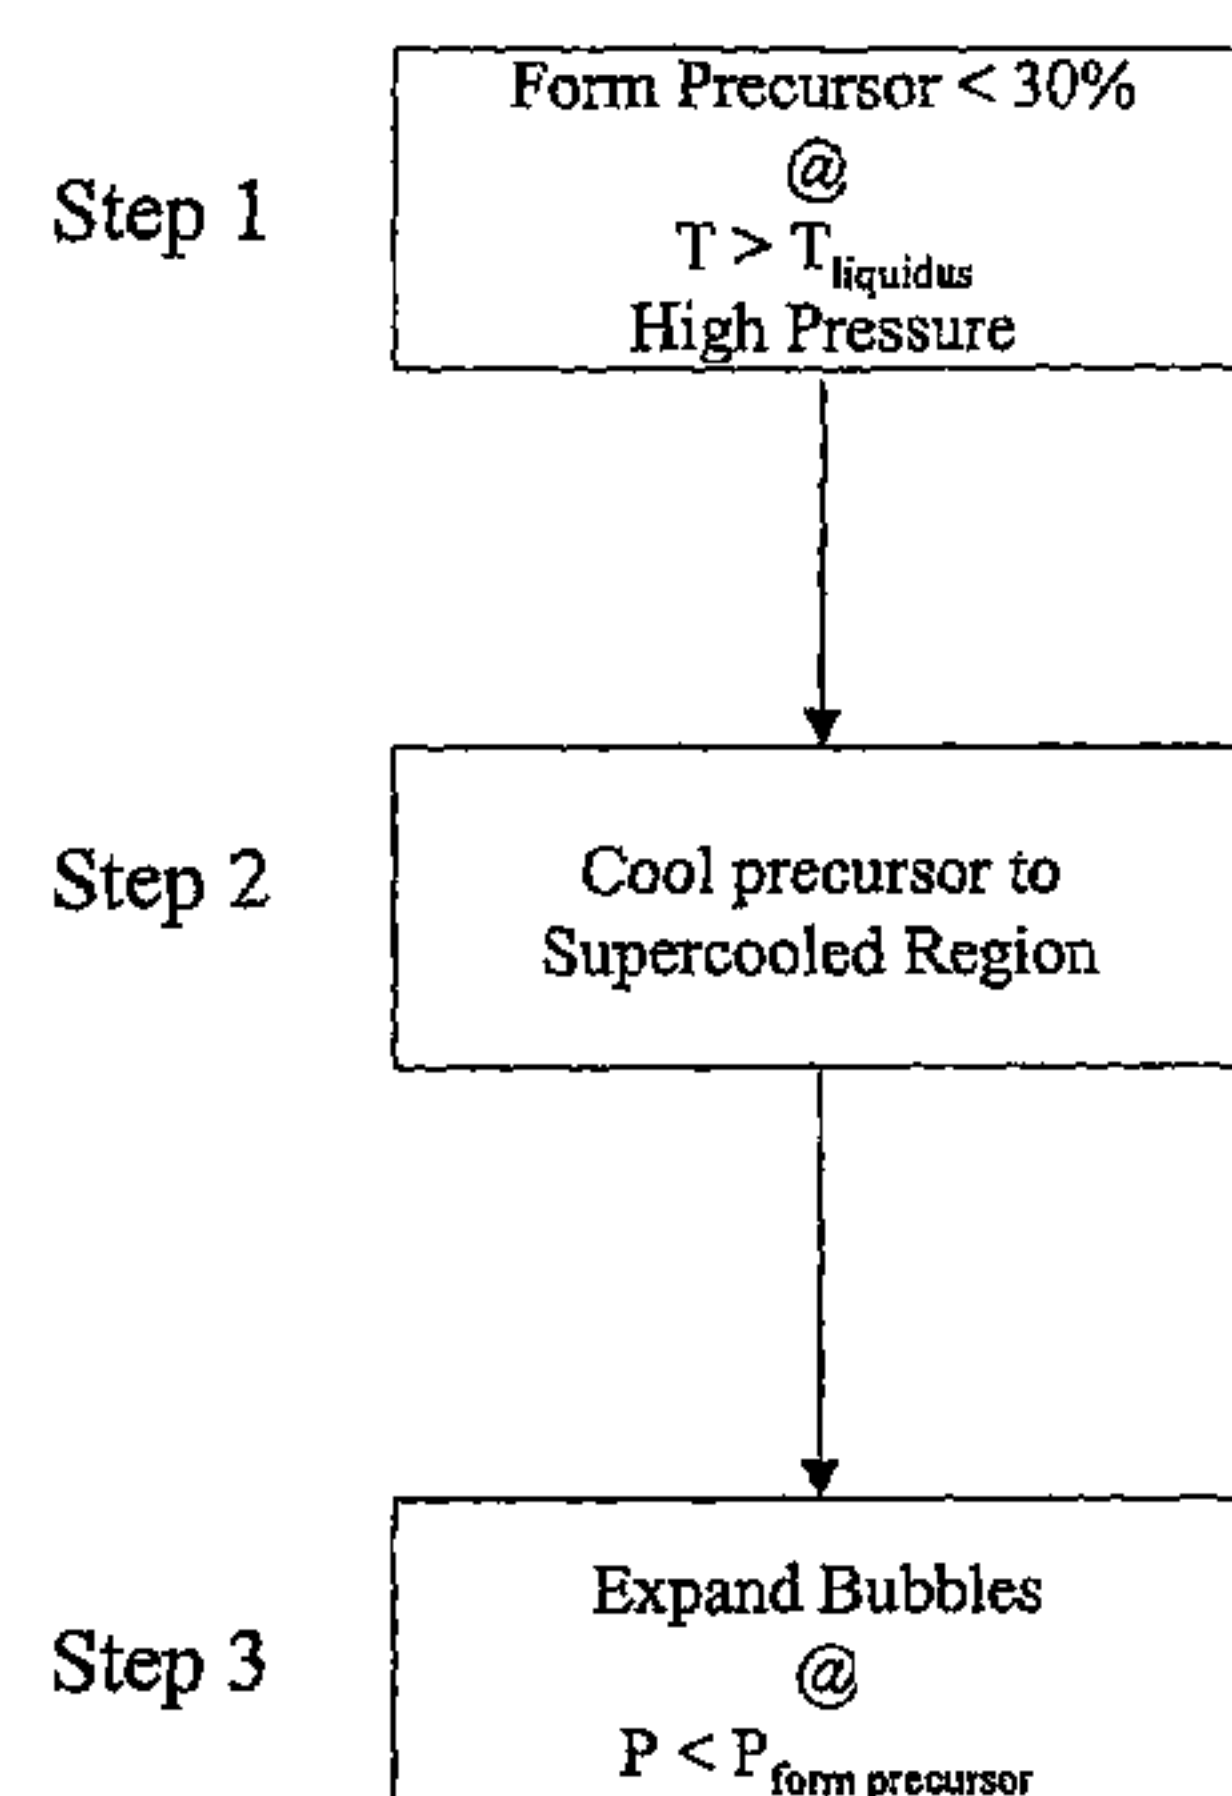 Step 1
Form Precursor < 30%
@
T > T_liquidus
High Pressure
Step 2
Cool precursor to
Supercooled Region
Step 3
Expand Bubbles
@
P < P_form precursor